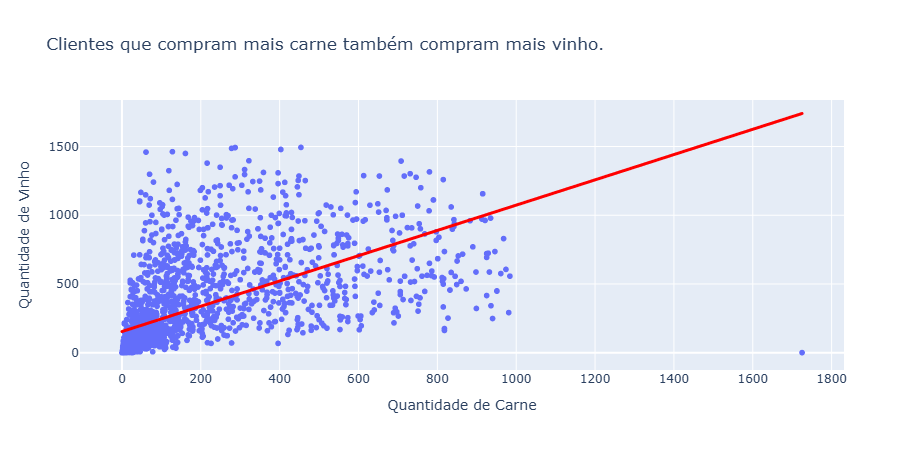 Clientes que compram mais carne também compram mais vinho.
Quantidade de Vinho
1500
1000
500
0
0 200 400 600 800 1000 1200 1400 1600 1800
Quantidade de Carne